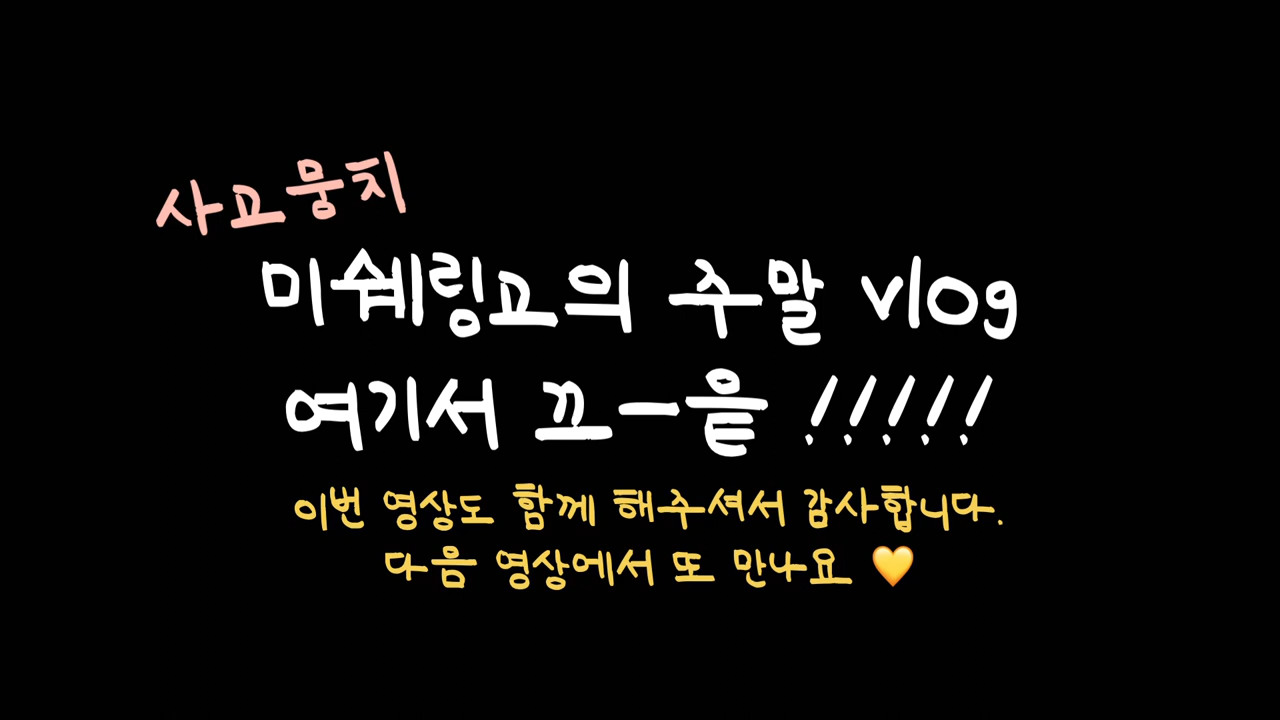 사고뭉치
미쉐링고의 주말 vlog
여기서 끄ㅡ읕 !!!!!
이번 영상도 함께 해주셔서 감사합니다.
다음 영상에서 또 만나요 💛